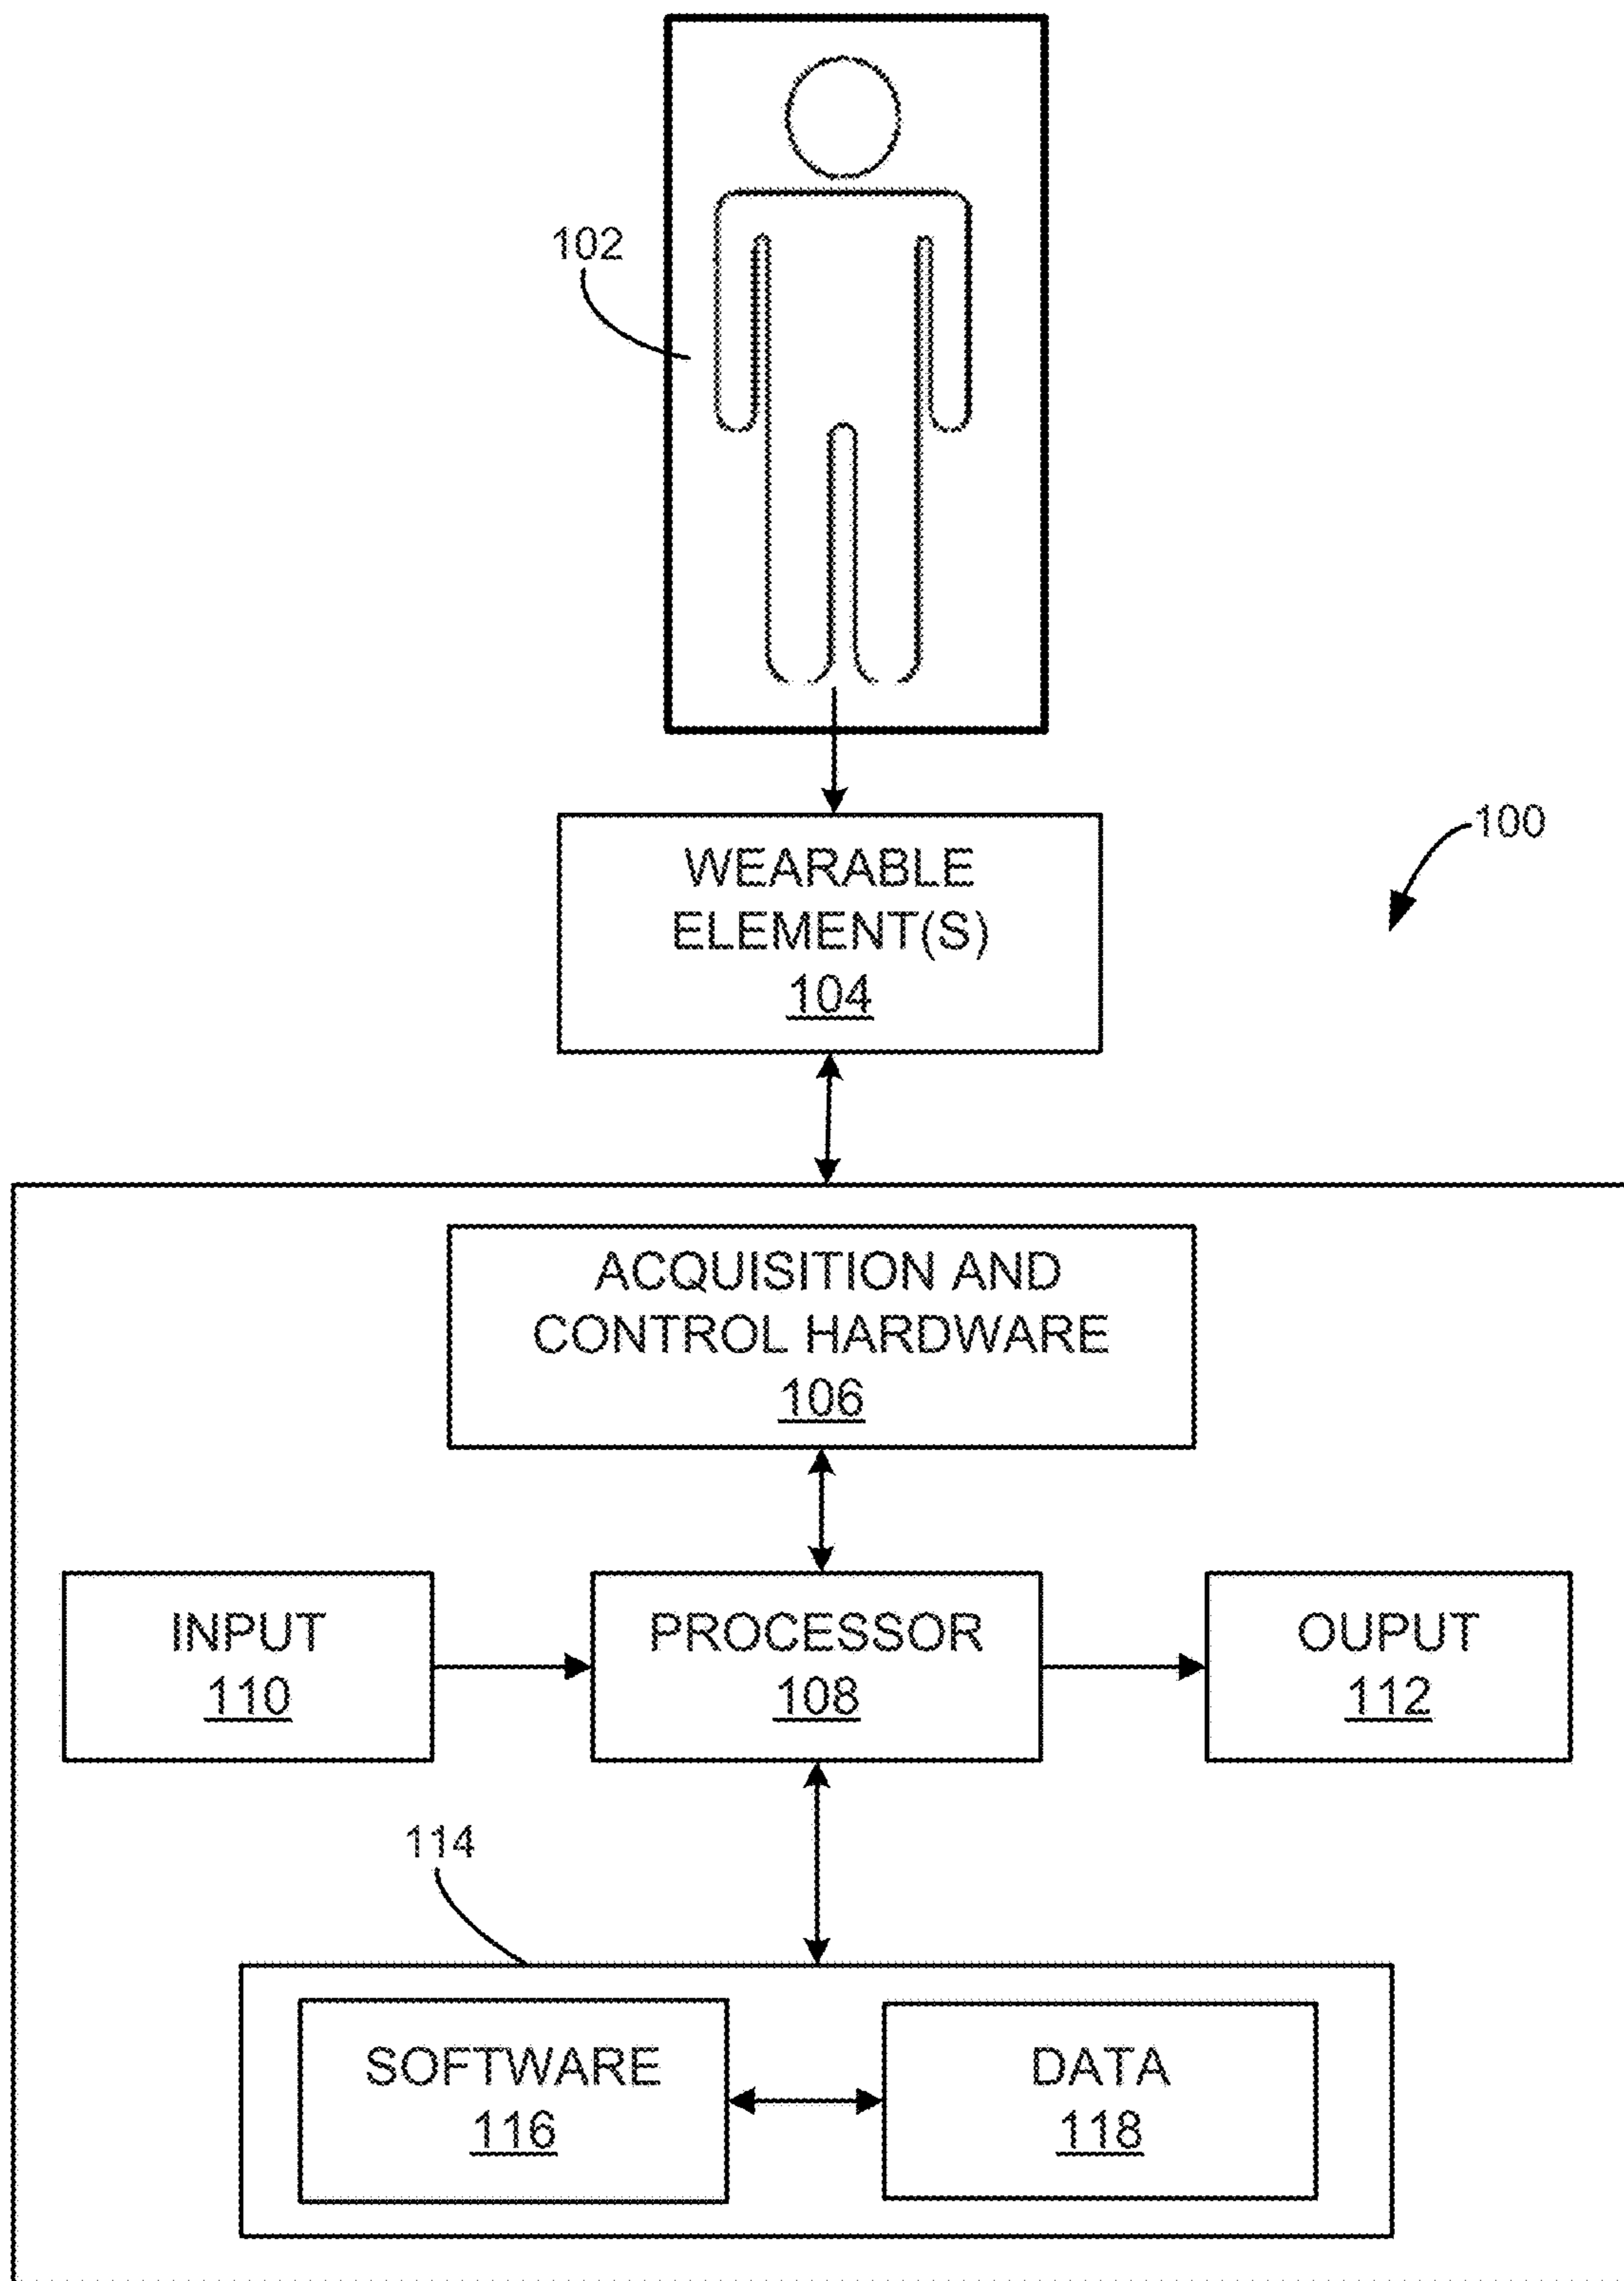 102
WEARABLE
ELEMENT(S)
104
100
ACQUISITION AND
CONTROL HARDWARE
106
INPUT
110
PROCESSOR
108
OUPUT
112
114
SOFTWARE
116
DATA
118